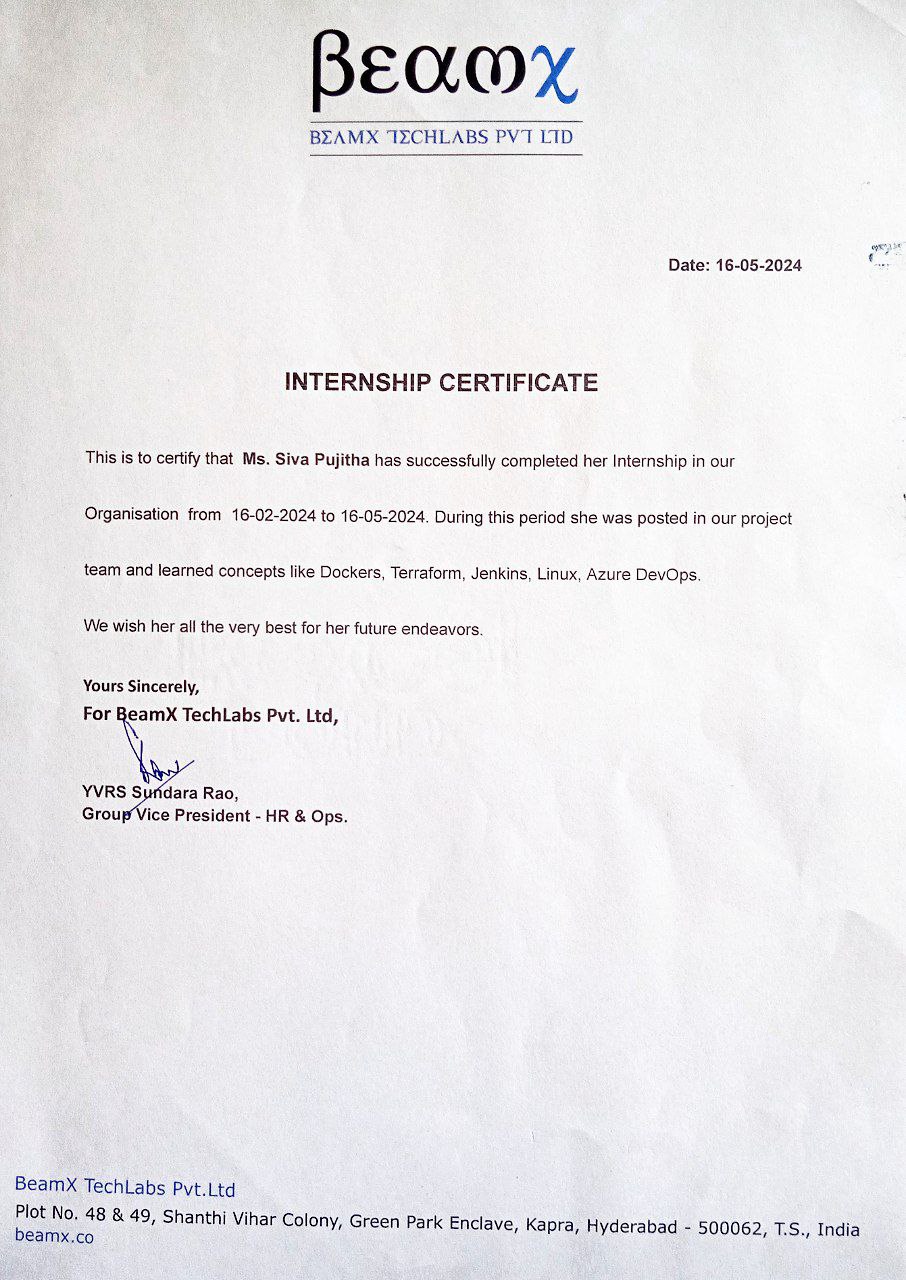 βεαmχ
BΣΛMX TΣCHLΛBS PVT LTD
Date: 16-05-2024
INTERNSHIP CERTIFICATE
This is to certify that Ms. Siva Pujitha has successfully completed her Internship in our
Organisation from 16-02-2024 to 16-05-2024. During this period she was posted in our project
team and learned concepts like Dockers, Terraform, Jenkins, Linux, Azure DevOps.
We wish her all the very best for her future endeavors.
Yours Sincerely,
For BeamX TechLabs Pvt. Ltd,
YVRS Sundara Rao,
Group Vice President - HR & Ops.
BeamX TechLabs Pvt.Ltd
Plot No. 48 & 49, Shanthi Vihar Colony, Green Park Enclave, Kapra, Hyderabad - 500062, T.S., India
beamx.co